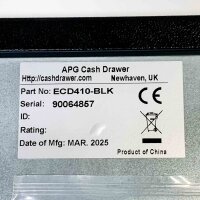 APG Cash Drawer
Http://cashdrawer.com Newhaven, UK
Part No: ECD410-BLK
Serial: 90064857
ID:
Rating:
Date of Mfg: MAR. 2025
Product of China
CE